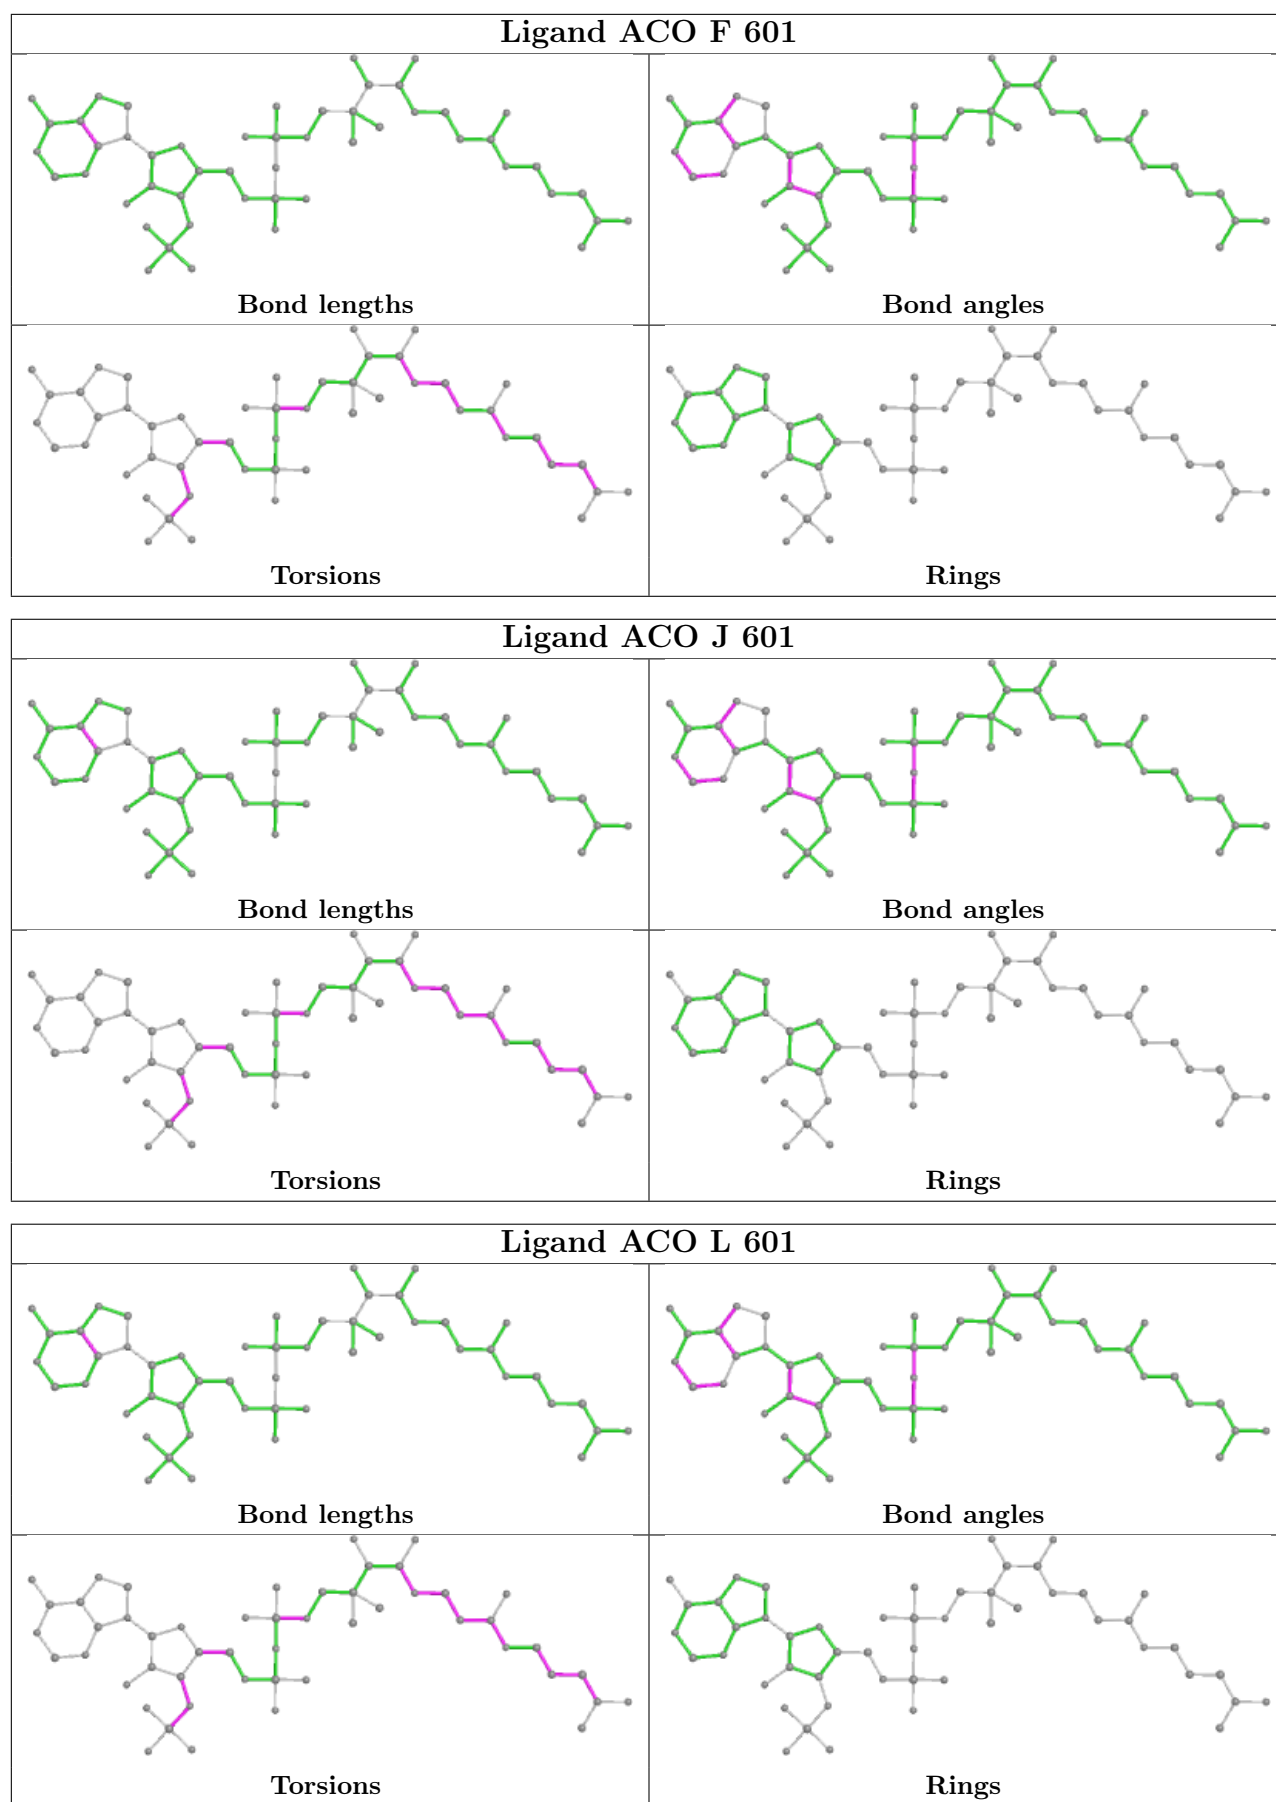 Ligand ACO F 601
Bond lengths
Bond angles
Torsions
Rings
Ligand ACO J 601
Bond lengths
Bond angles
Torsions
Rings
Ligand ACO L 601
Bond lengths
Bond angles
Torsions
Rings